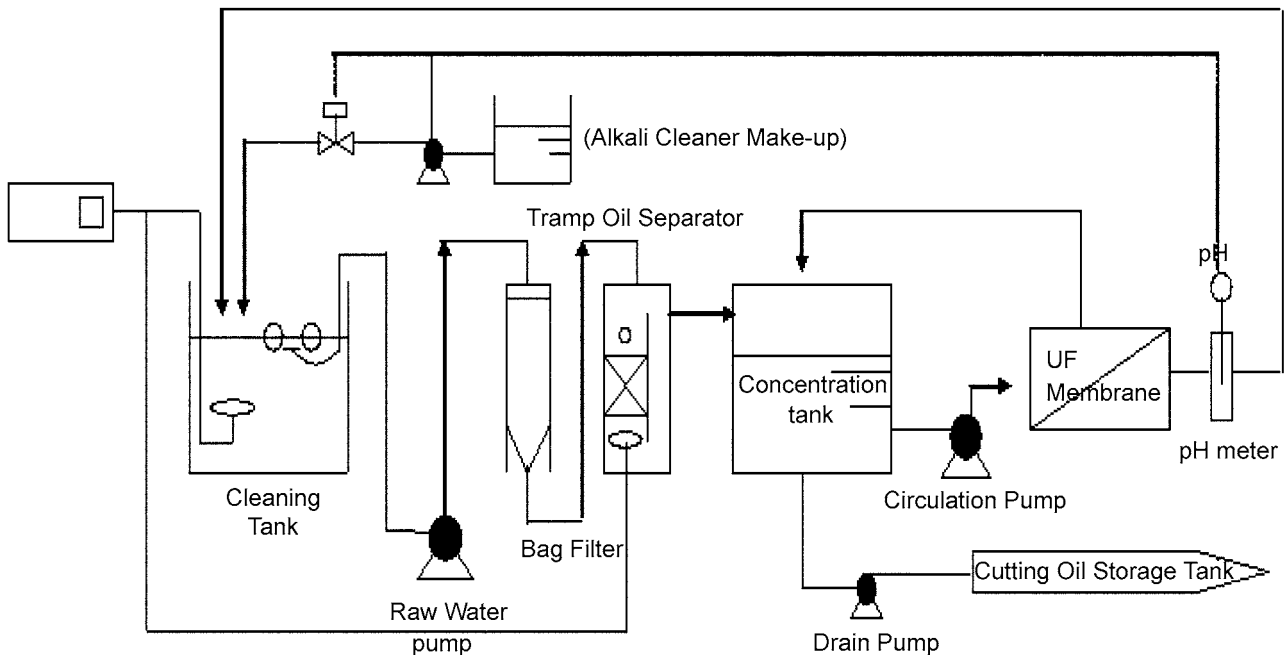 (Alkali Cleaner Make-up)
Tramp Oil Separator
pH
UF
Membrane
Concentration
tank
pH meter
Cleaning
Tank
Circulation Pump
Bag Filter
Cutting Oil Storage Tank
Raw Water
pump
Drain Pump